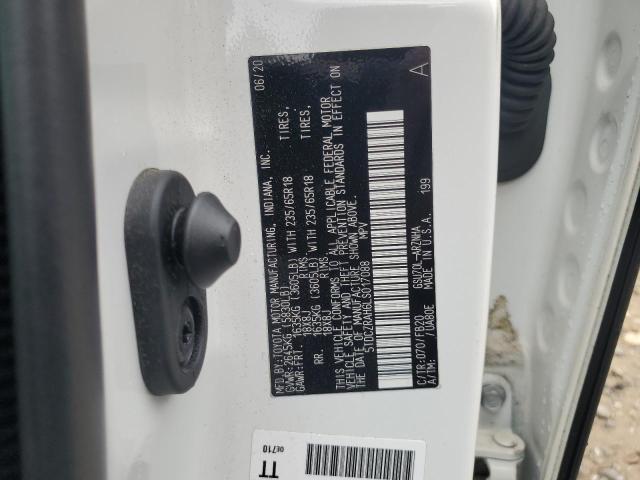 MFD.BY:TOYOTA MOTOR MANUFACTURING, INDIANA, INC. 06/20
GVWR:2645KG (5830LB)
GAWR:FRT. 1635KG (3605LB) WITH 235/65R18 TIRES,
18X8J RIMS,
RR. 1635KG (3605LB) WITH 235/65R18 TIRES,
18X8J RIMS,
THIS VEHICLE CONFORMS TO ALL APPLICABLE FEDERAL MOTOR
VEHICLE SAFETY AND THEFT PREVENTION STANDARDS IN EFFECT ON
THE DATE OF MANUFACTURE SHOWN ABOVE.
5TDCZRAH6LS017088 MPV
A
C/TR:070/FB20 GSU70L-ARZNHA 199
A/TM: /UA80E MADE IN U.S.A.
0E710
TT